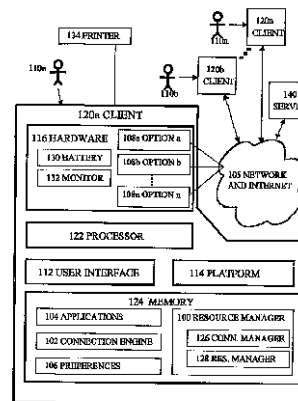 120n
CLIENT
134 PRINTER
110n
110a
120b
CLIENT
110b
140
SERV
120a CLIENT
116 HARDWARE
108a OPTION a
130 BATTERY
108b OPTION b
132 MONITOR
108n OPTION n
105 NETWORK
AND INTERNET
122 PROCESSOR
112 USER INTERFACE
114 PLATFORM
124 MEMORY
104 APPLICATIONS
100 RESOURCE MANAGER
102 CONNECTION ENGINE
126 CONN. MANAGER
106 PREFERENCES
128 RES. MANAGER